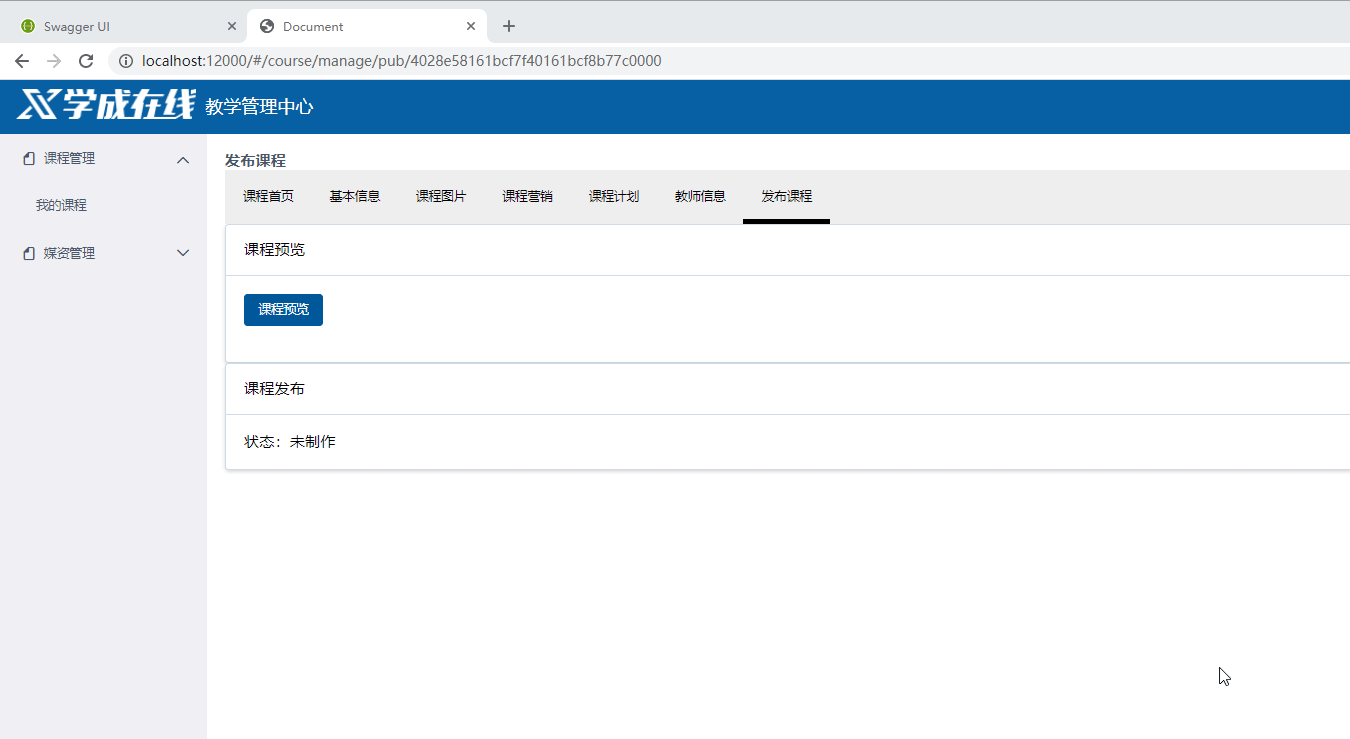 Swagger UI
Document
localhost:12000/#/course/manage/pub/4028e58161bcf7f40161bcf8b77c0000
学成在线 教学管理中心
课程管理
我的课程
媒资管理
发布课程
课程首页 基本信息 课程图片 课程营销 课程计划 教师信息 发布课程
课程预览
课程预览
课程发布
状态：未制作